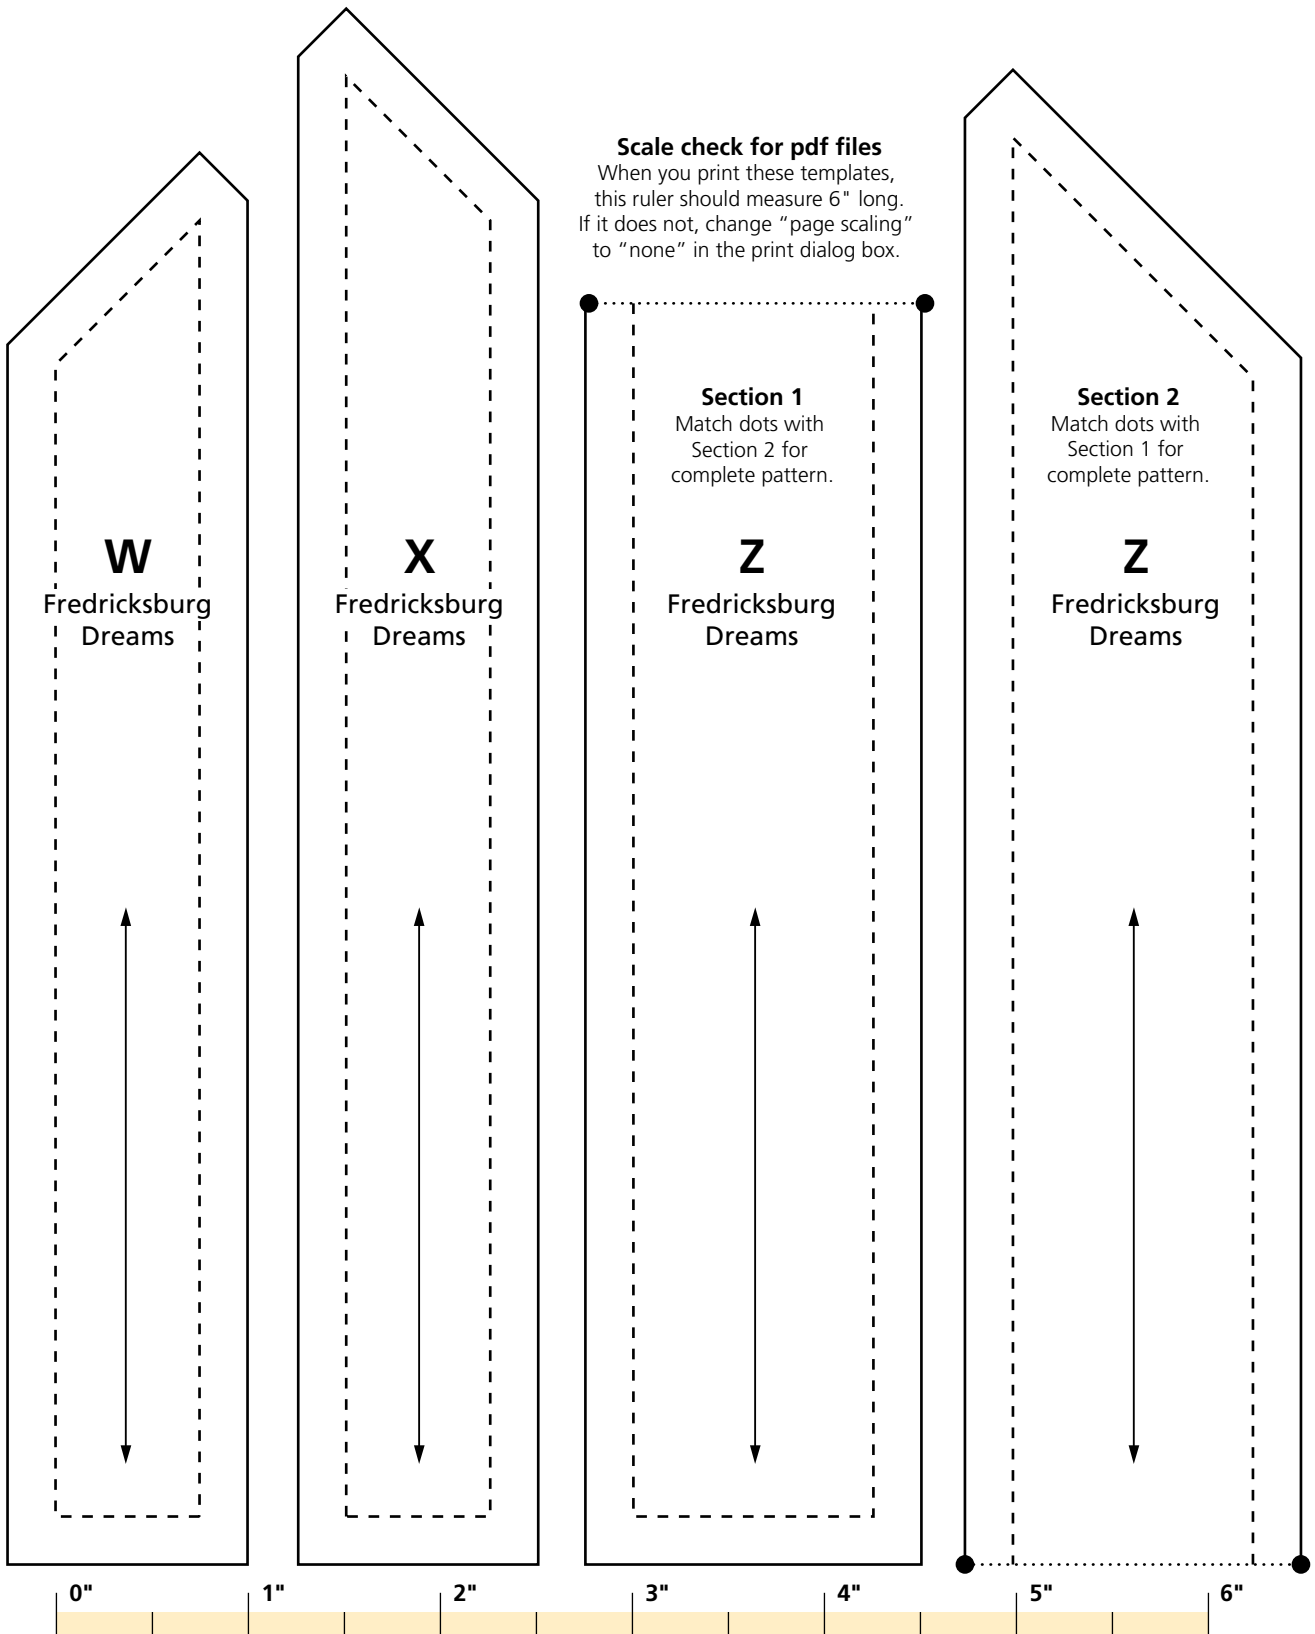 Scale check for pdf files
When you print these templates,
this ruler should measure 6" long.
If it does not, change “page scaling”
to “none” in the print dialog box.
Section 1
Match dots with
Section 2 for
complete pattern.
Section 2
Match dots with
Section 1 for
complete pattern.
W
Fredricksburg
Dreams
X
Fredricksburg
Dreams
Z
Fredricksburg
Dreams
Z
Fredricksburg
Dreams
0" 1" 2" 3" 4" 5" 6"